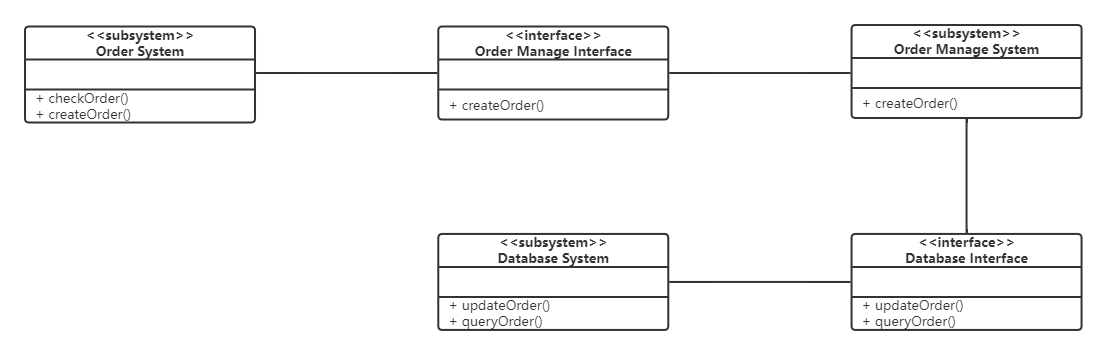 <<subsystem>>
Order System
+ checkOrder()
+ createOrder()
<<interface>>
Order Manage Interface
+ createOrder()
<<subsystem>>
Order Manage System
+ createOrder()
<<subsystem>>
Database System
+ updateOrder()
+ queryOrder()
<<interface>>
Database Interface
+ updateOrder()
+ queryOrder()